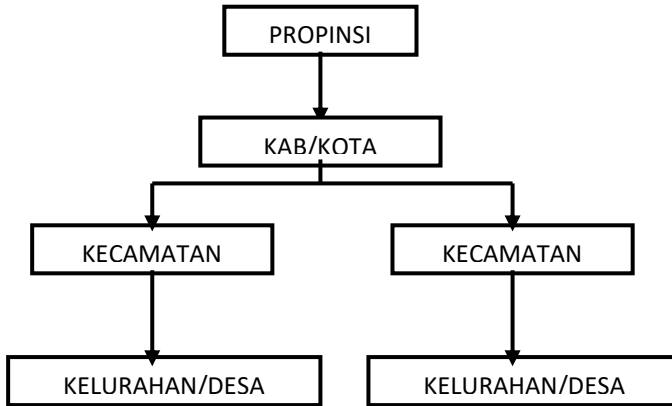 PROPINSI
KAB/KOTA
KECAMATAN
KECAMATAN
KELURAHAN/DESA
KELURAHAN/DESA